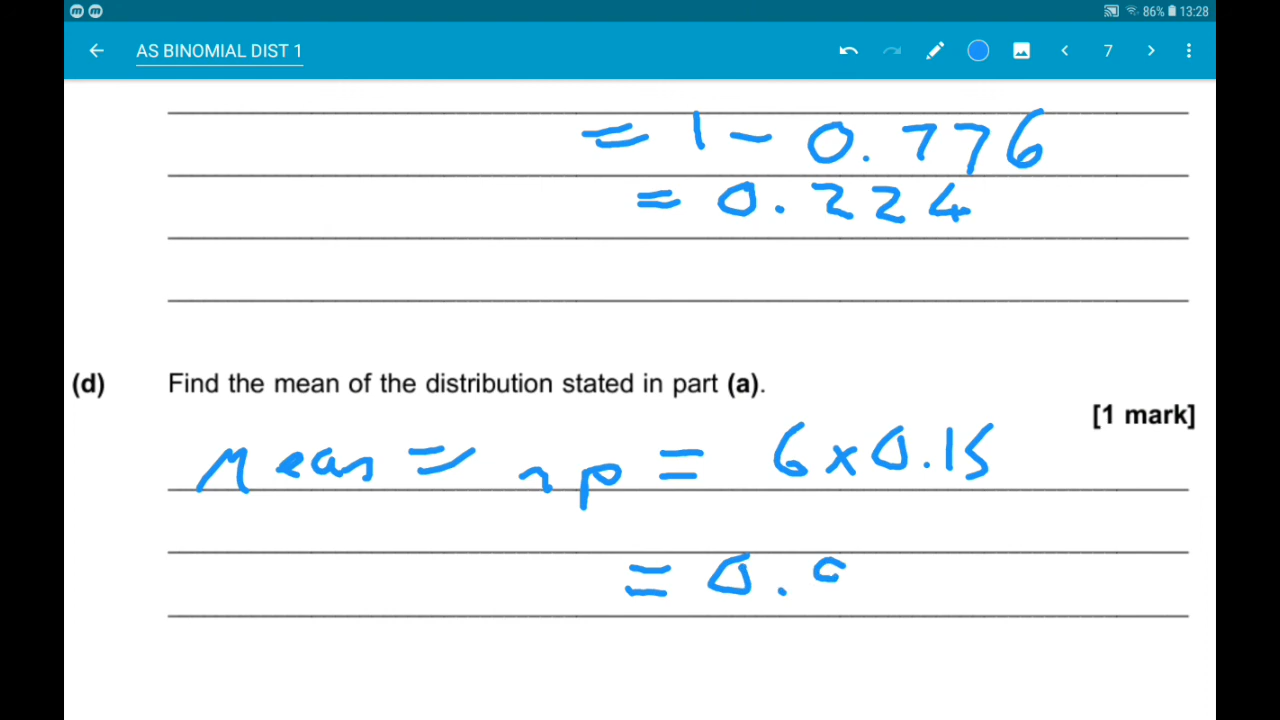 86% 13:28
AS BINOMIAL DIST 1
7
= 1 - 0.776
= 0.224
(d) Find the mean of the distribution stated in part (a).
[1 mark]
Mean = np = 6 x 0.15
= 0.